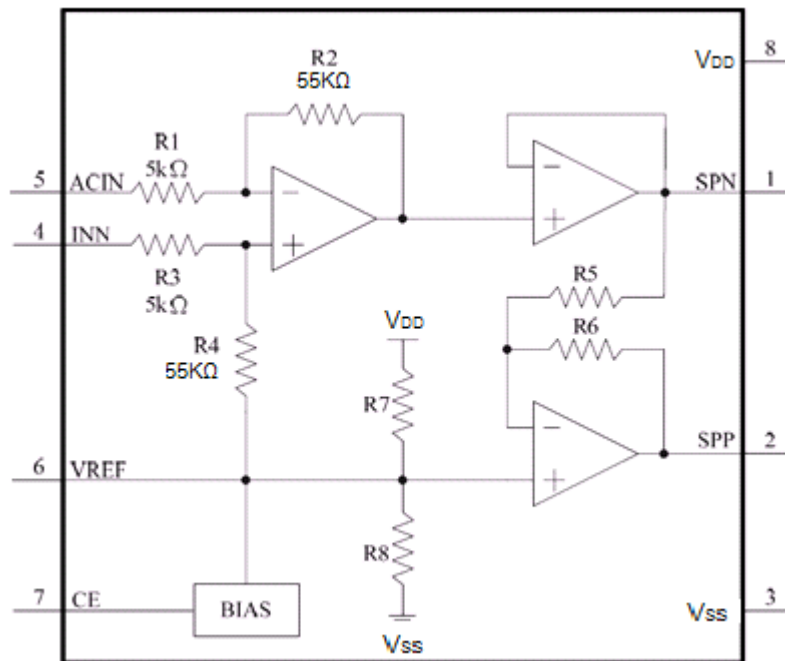 R2
55KΩ
VDD 8
R1
5kΩ
5 ACIN
−
−
SPN 1
4 INN
+
+
R3
5kΩ
R5
VDD
R6
R4
55KΩ
R7
−
SPP 2
6 VREF
+
R8
7 CE
BIAS
VSS 3
VSS